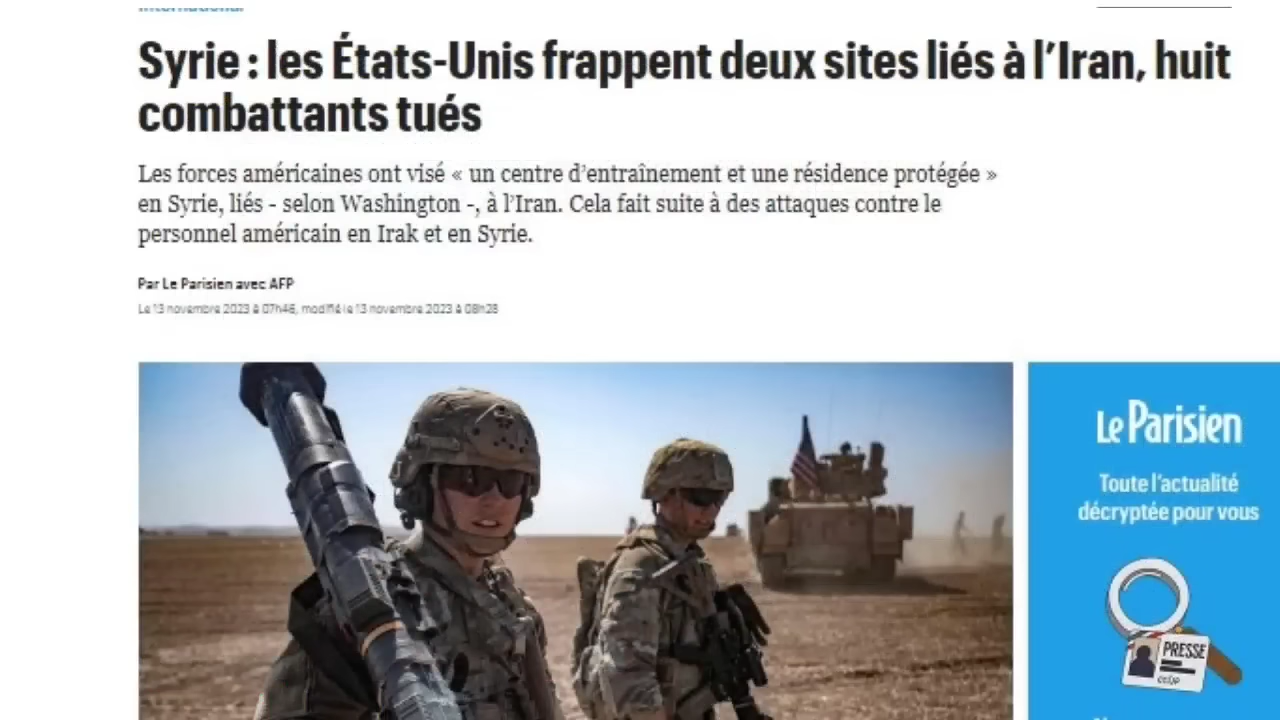 International
Syrie : les États-Unis frappent deux sites liés à l’Iran, huit
combattants tués
Les forces américaines ont visé « un centre d’entraînement et une résidence protégée »
en Syrie, liés - selon Washington -, à l’Iran. Cela fait suite à des attaques contre le
personnel américain en Irak et en Syrie.
Par Le Parisien avec AFP
Le 13 novembre 2023 à 07h46, modifié le 13 novembre 2023 à 08h28
Le Parisien
Toute l’actualité
décryptée pour vous
PRESSE